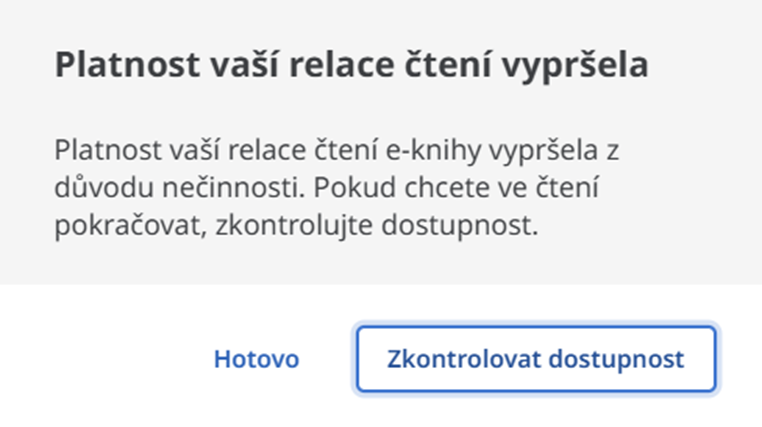 Platnost vaší relace čtení vypršela
Platnost vaší relace čtení e-knihy vypršela z
důvodu nečinnosti. Pokud chcete ve čtení
pokračovat, zkontrolujte dostupnost.
Hotovo
Zkontrolovat dostupnost